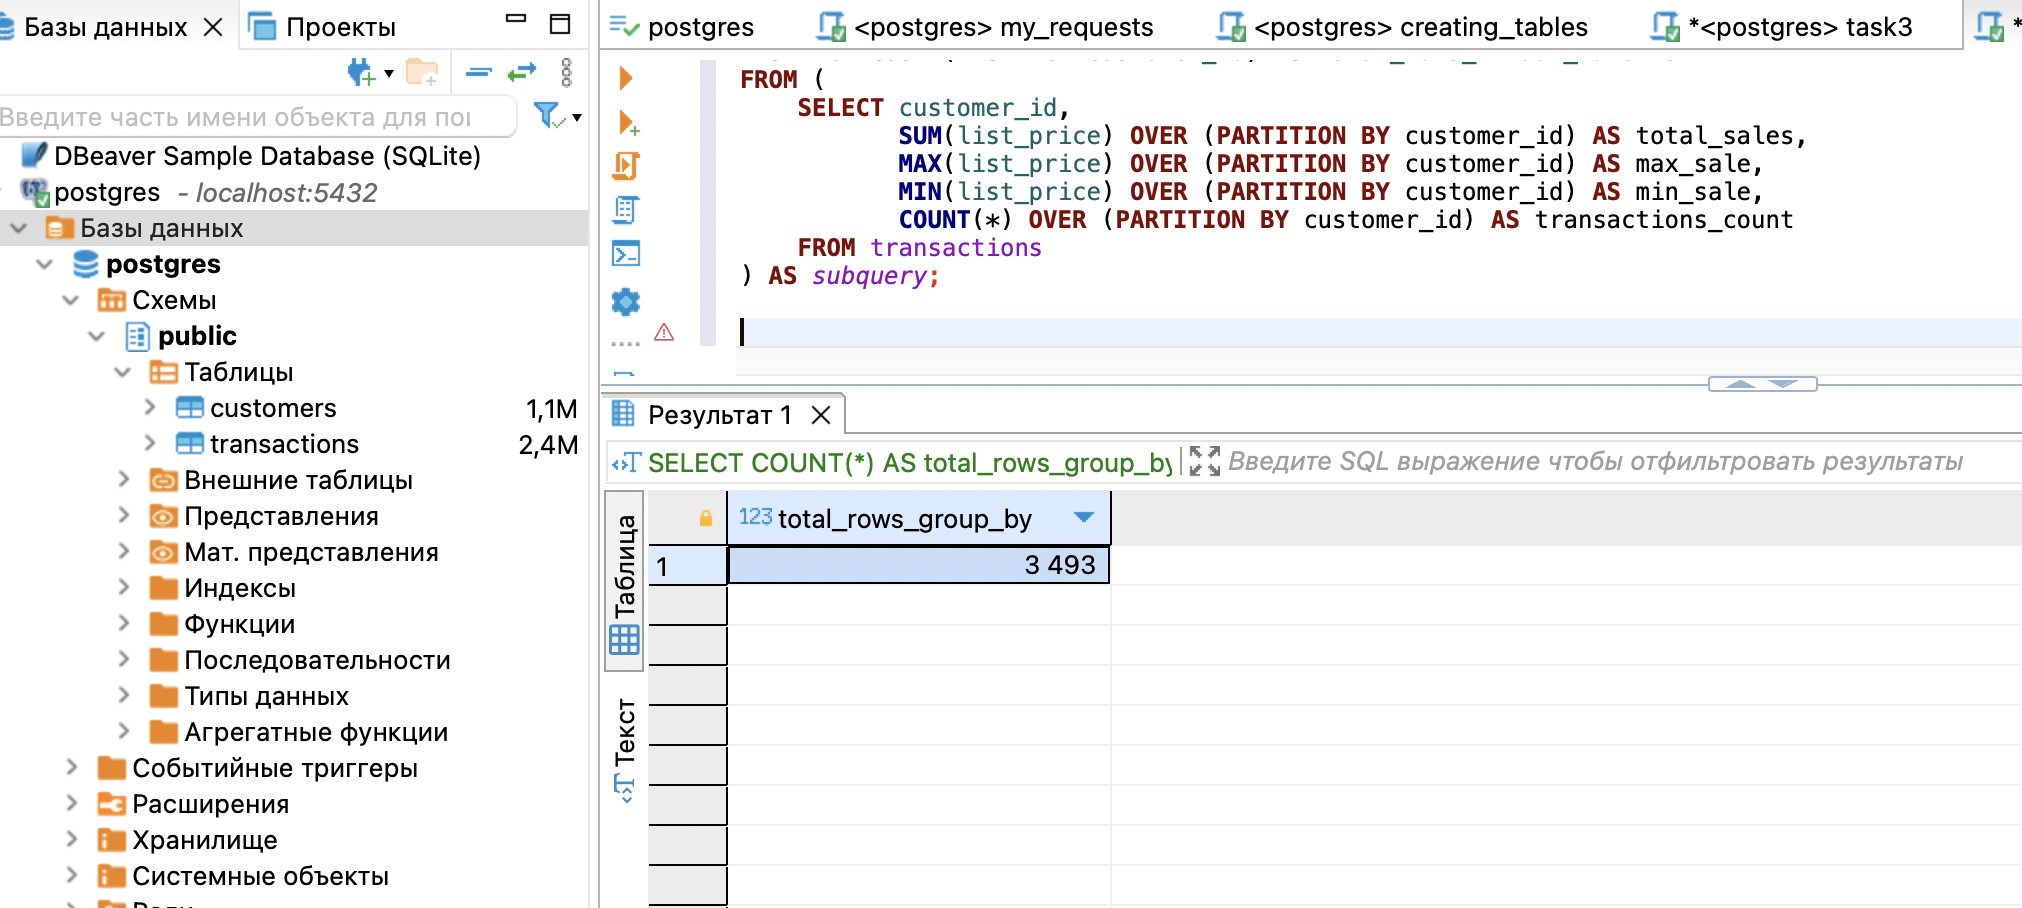 Базы данных
Проекты
Введите часть имени объекта для пои
DBeaver Sample Database (SQLite)
postgres - localhost:5432
Базы данных
postgres
Схемы
public
Таблицы
customers 1,1M
transactions 2,4M
Внешние таблицы
Представления
Мат. представления
Индексы
Функции
Последовательности
Типы данных
Агрегатные функции
Событийные триггеры
Расширения
Хранилище
Системные объекты
postgres
<postgres> my_requests
<postgres> creating_tables
*<postgres> task3
*
FROM (
SELECT customer_id,
SUM(list_price) OVER (PARTITION BY customer_id) AS total_sales,
MAX(list_price) OVER (PARTITION BY customer_id) AS max_sale,
MIN(list_price) OVER (PARTITION BY customer_id) AS min_sale,
COUNT(*) OVER (PARTITION BY customer_id) AS transactions_count
FROM transactions
) AS subquery;
Результат 1
SELECT COUNT(*) AS total_rows_group_by
Введите SQL выражение чтобы отфильтровать результаты
Таблица
Текст
123 total_rows_group_by
1 3 493